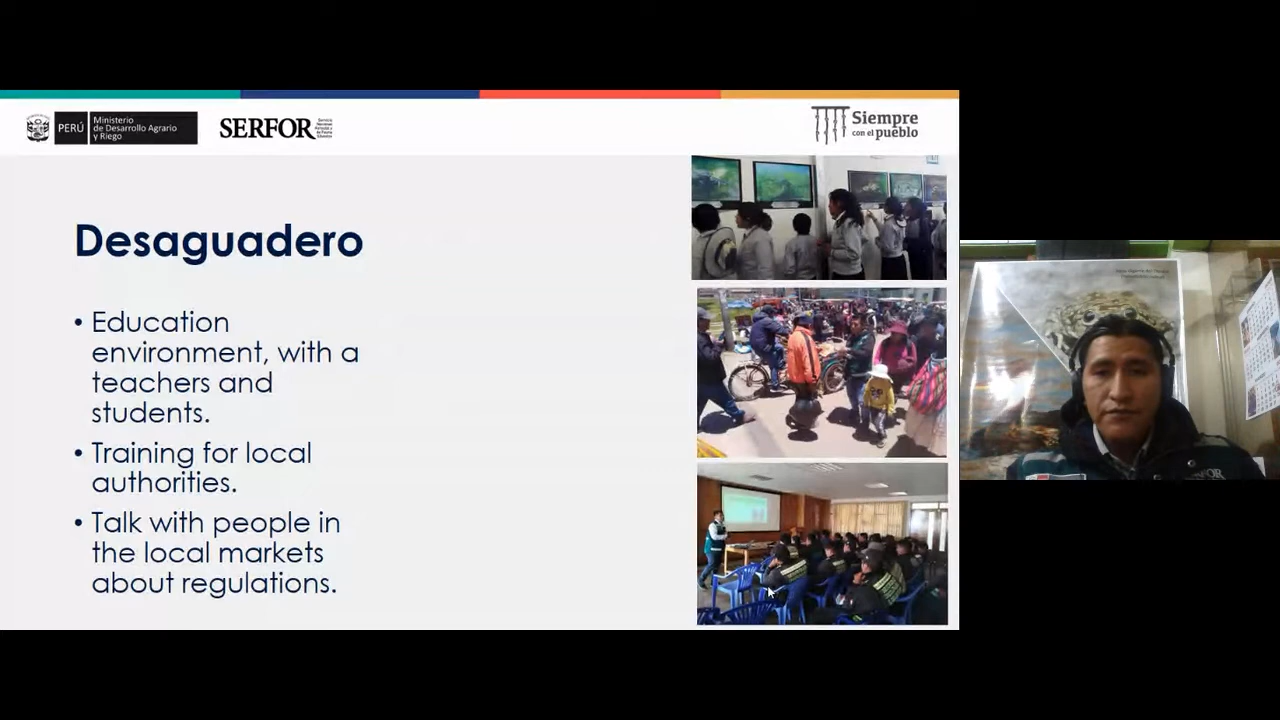 PERÚ
Ministerio
de Desarrollo Agrario
y Riego
SERFOR
Siempre
con el pueblo
Desaguadero
• Education
environment, with a
teachers and
students.
• Training for local
authorities.
• Talk with people in
the local markets
about regulations.
SERFOR